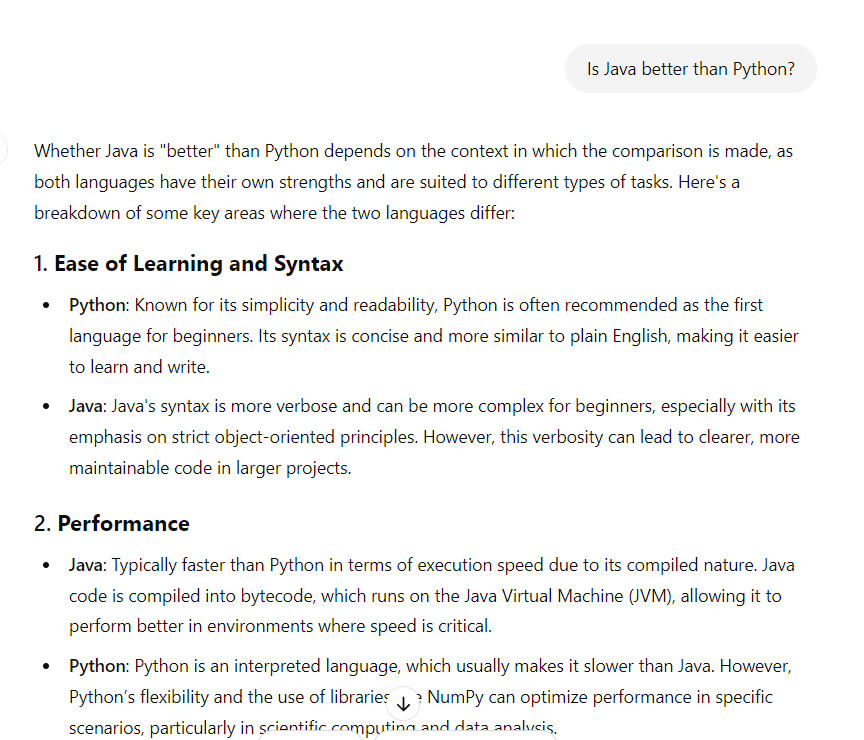 Is Java better than Python?
Whether Java is "better" than Python depends on the context in which the comparison is made, as
both languages have their own strengths and are suited to different types of tasks. Here's a
breakdown of some key areas where the two languages differ:
1. Ease of Learning and Syntax
• Python: Known for its simplicity and readability, Python is often recommended as the first
language for beginners. Its syntax is concise and more similar to plain English, making it easier
to learn and write.
• Java: Java's syntax is more verbose and can be more complex for beginners, especially with its
emphasis on strict object-oriented principles. However, this verbosity can lead to clearer, more
maintainable code in larger projects.
2. Performance
• Java: Typically faster than Python in terms of execution speed due to its compiled nature. Java
code is compiled into bytecode, which runs on the Java Virtual Machine (JVM), allowing it to
perform better in environments where speed is critical.
• Python: Python is an interpreted language, which usually makes it slower than Java. However,
Python's flexibility and the use of libraries NumPy can optimize performance in specific
scenarios, particularly in scientific computing and data analysis.